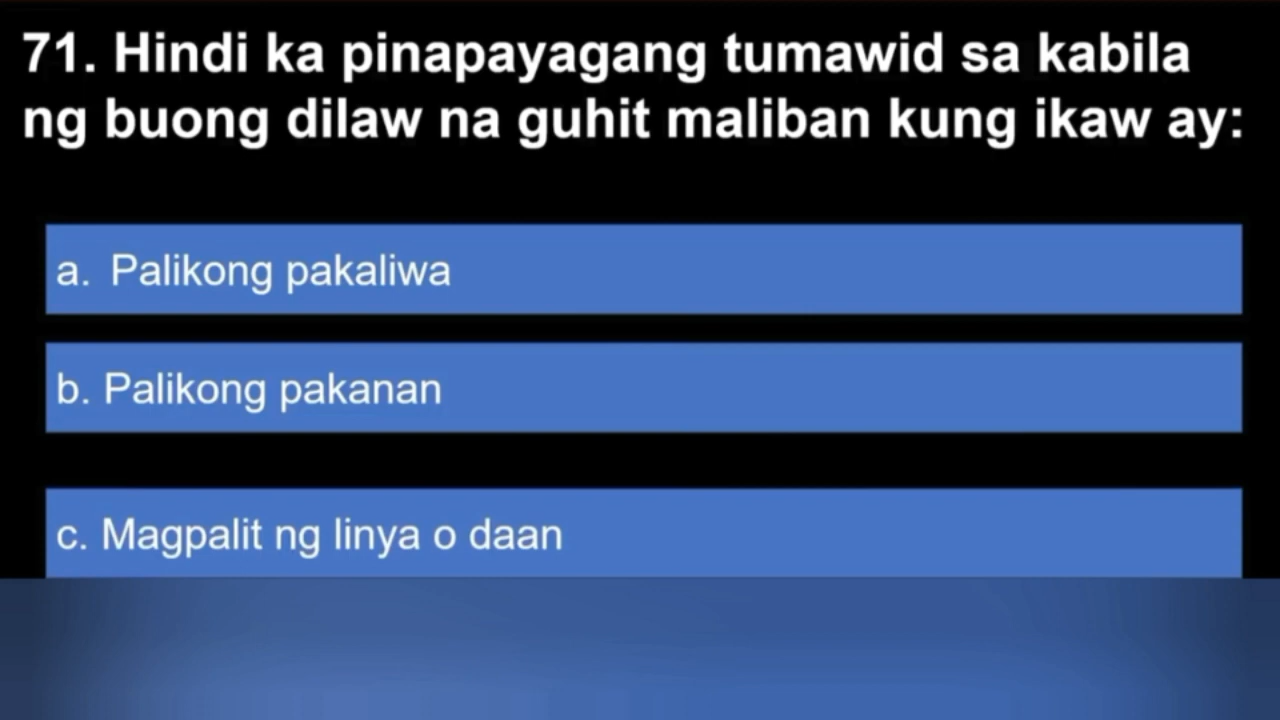 71. Hindi ka pinapayagang tumawid sa kabila
ng buong dilaw na guhit maliban kung ikaw ay:
a. Palikong pakaliwa
b. Palikong pakanan
c. Magpalit ng linya o daan